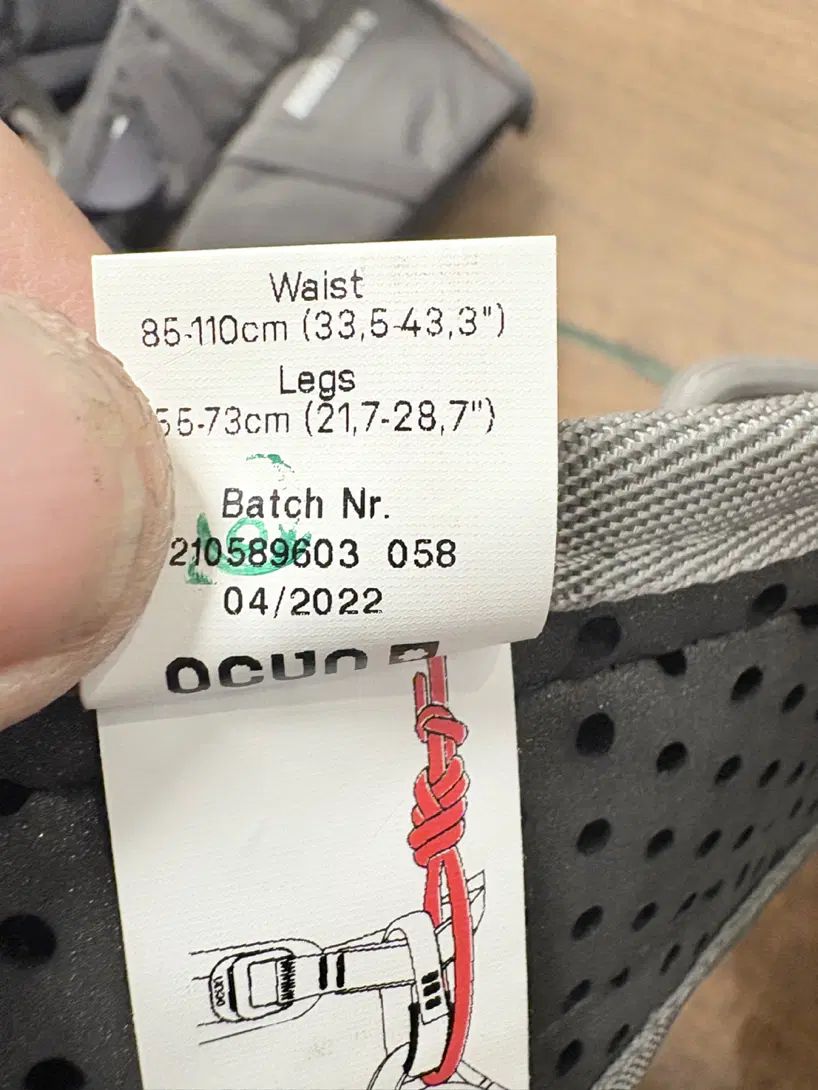 Waist
85-110cm (33,5-43,3")
Legs
55-73cm (21,7-28,7")
Batch Nr.
210589603 058
04/2022
ocun
ocun